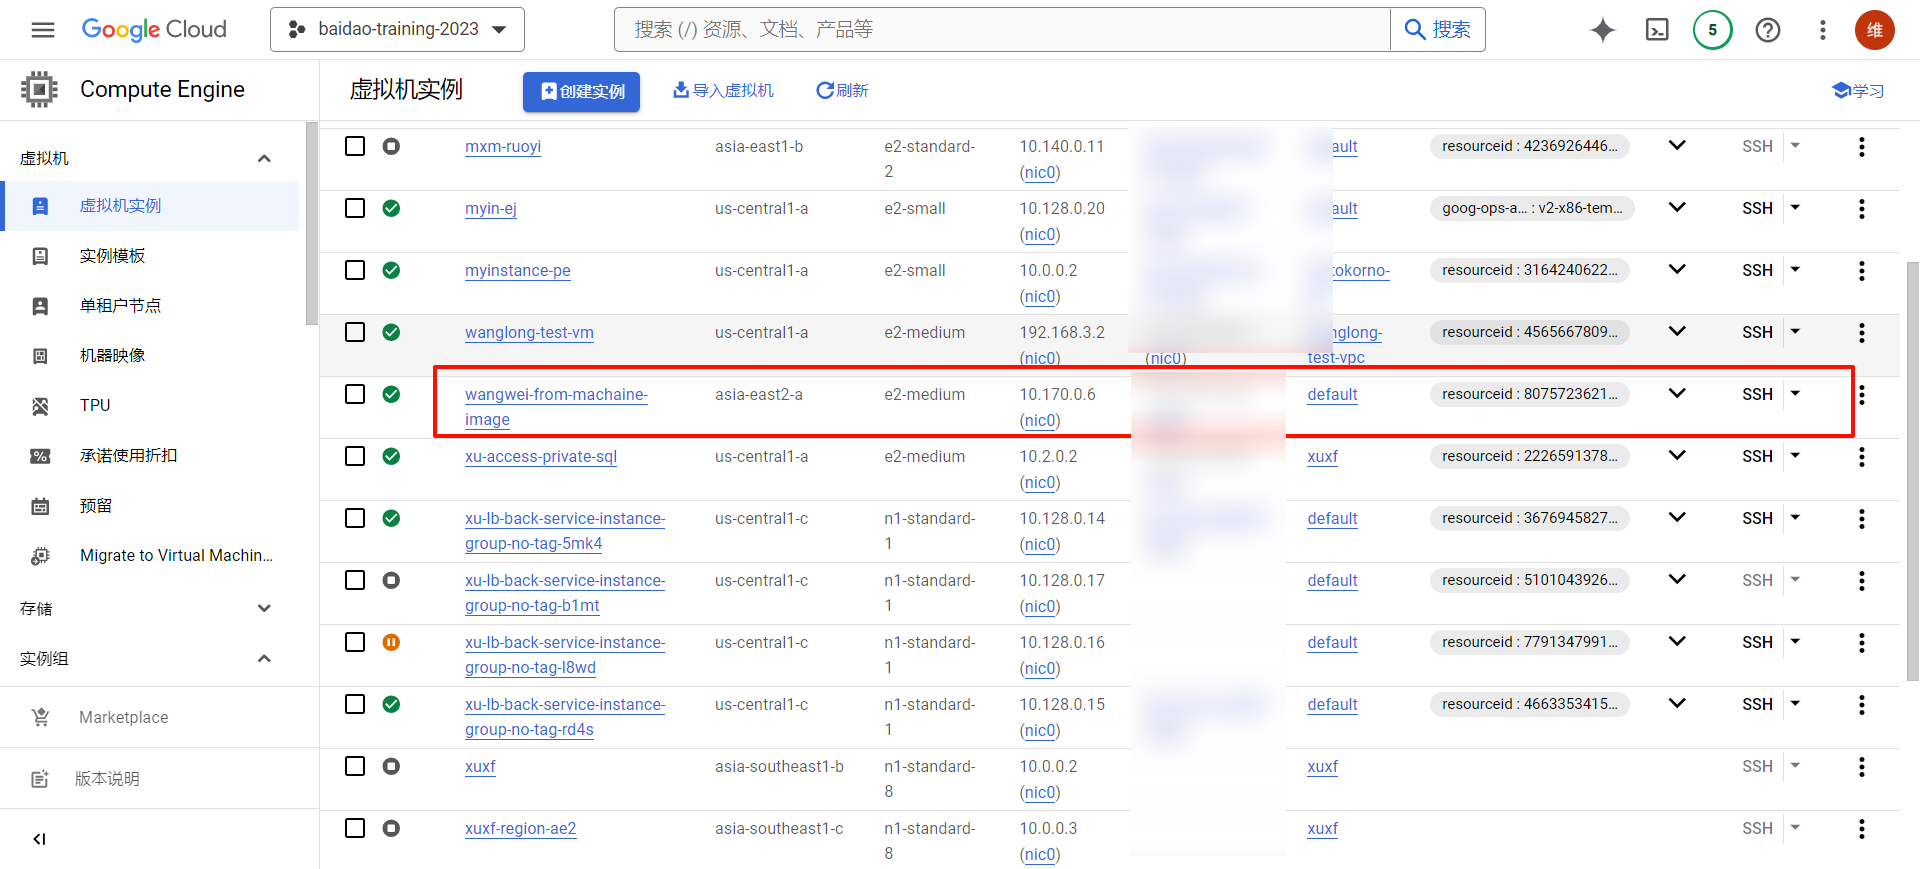 Google Cloud
baidao-training-2023
搜索 (/) 资源、文档、产品等
搜索
5
维
Compute Engine
虚拟机实例
创建实例
导入虚拟机
刷新
学习
虚拟机
虚拟机实例
实例模板
单租户节点
机器映像
TPU
承诺使用折扣
预留
Migrate to Virtual Machin...
存储
实例组
Marketplace
版本说明
mxm-ruoyi asia-east1-b e2-standard- 10.140.0.11 ault resourceid : 4236926446... SSH
2 (nic0)
myin-ej us-central1-a e2-small 10.128.0.20 ault goog-ops-a... : v2-x86-tem... SSH
(nic0)
myinstance-pe us-central1-a e2-small 10.0.0.2 tokorno- resourceid : 3164240622... SSH
(nic0)
wanglong-test-vm us-central1-a e2-medium 192.168.3.2 nglong- resourceid : 4565667809... SSH
(nic0) (nic0) test-vpc
wangwei-from-machaine- asia-east2-a e2-medium 10.170.0.6 default resourceid : 8075723621... SSH
image (nic0)
xu-access-private-sql us-central1-a e2-medium 10.2.0.2 xuxf resourceid : 2226591378... SSH
(nic0)
xu-lb-back-service-instance- us-central1-c n1-standard- 10.128.0.14 default resourceid : 3676945827... SSH
group-no-tag-5mk4 1 (nic0)
xu-lb-back-service-instance- us-central1-c n1-standard- 10.128.0.17 default resourceid : 5101043926... SSH
group-no-tag-b1mt 1 (nic0)
xu-lb-back-service-instance- us-central1-c n1-standard- 10.128.0.16 default resourceid : 7791347991... SSH
group-no-tag-l8wd 1 (nic0)
xu-lb-back-service-instance- us-central1-c n1-standard- 10.128.0.15 default resourceid : 4663353415... SSH
group-no-tag-rd4s 1 (nic0)
xuxf asia-southeast1-b n1-standard- 10.0.0.2 xuxf SSH
8 (nic0)
xuxf-region-ae2 asia-southeast1-c n1-standard- 10.0.0.3 xuxf SSH
8 (nic0)